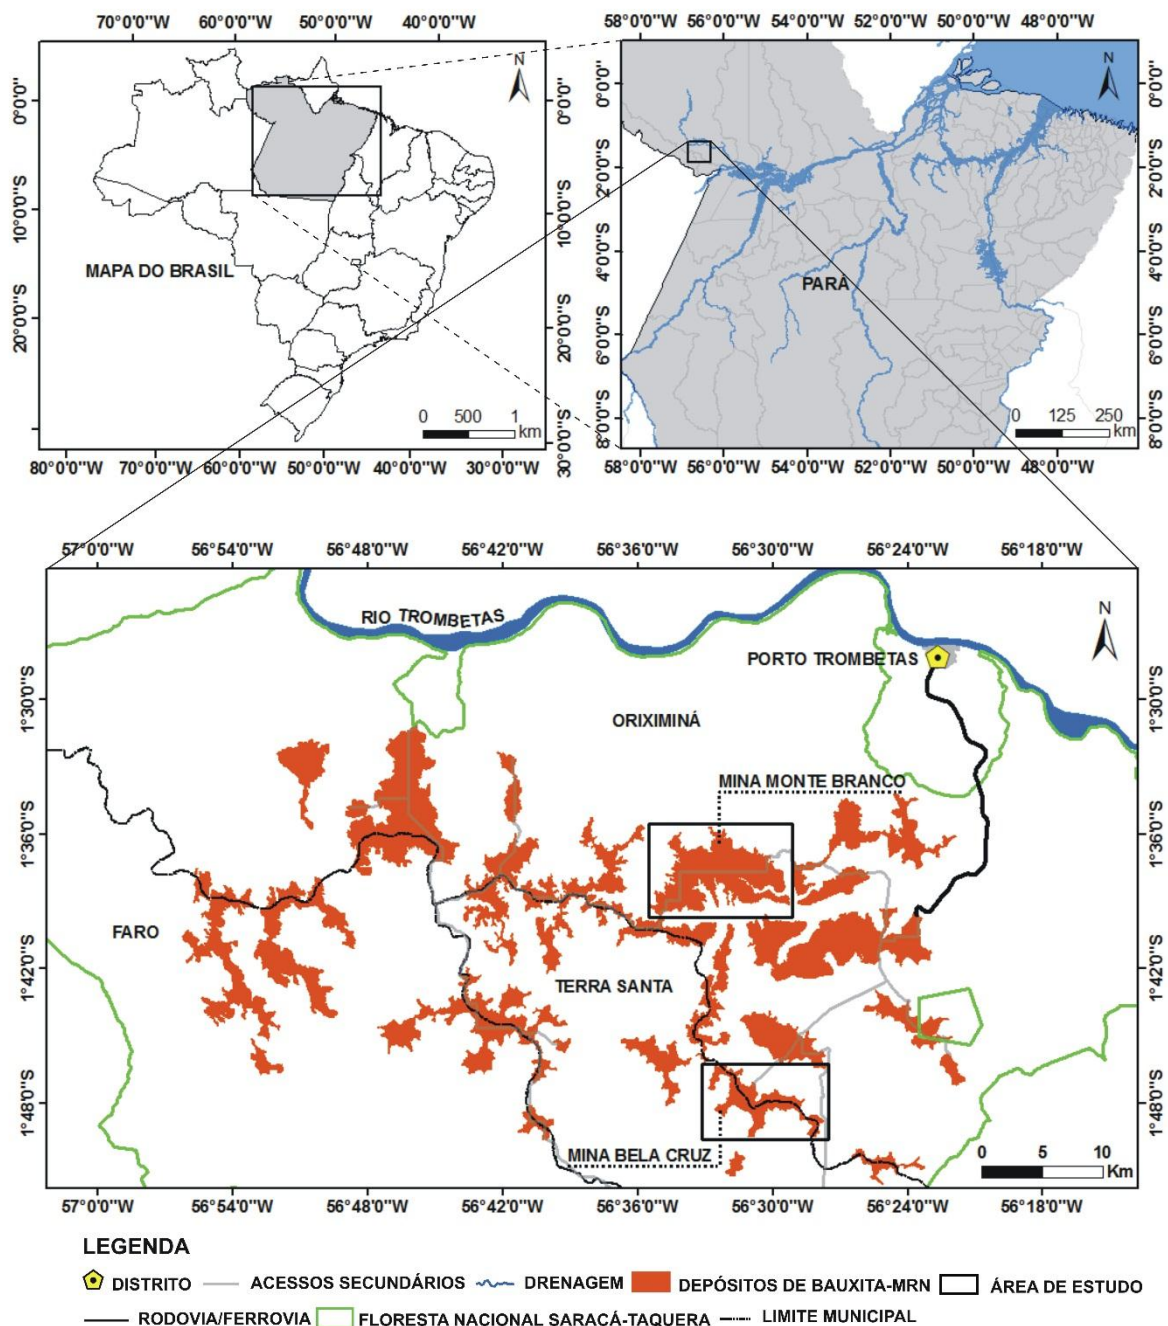 70°0'0"W 60°0'0"W 50°0'0"W 40°0'0"W
58°0'0"W 56°0'0"W 54°0'0"W 52°0'0"W 50°0'0"W 48°0'0"W
0°0'0"
10°0'0"S
20°0'0"S
N
0°0'0"
10°0'0"S
20°0'0"S
30°0'0"S
MAPA DO BRASIL
0 500 1
km
80°0'0"W 70°0'0"W 60°0'0"W 50°0'0"W 40°0'0"W 30°0'0"W
0°0'0"
2°0'0"S
4°0'0"S
6°0'0"S
8°0'0"S
N
0°0'0"
2°0'0"S
4°0'0"S
6°0'0"S
8°0'0"S
PARÁ
0 125 250
km
58°0'0"W 56°0'0"W 54°0'0"W 52°0'0"W 50°0'0"W 48°0'0"W
57°0'0"W 56°54'0"W 56°48'0"W 56°42'0"W 56°36'0"W 56°30'0"W 56°24'0"W 56°18'0"W
RIO TROMBETAS
N
PORTO TROMBETAS
1°30'0"S
1°30'0"S
ORIXIMINÁ
MINA MONTE BRANCO
1°36'0"S
1°36'0"S
FARO
1°42'0"S
1°42'0"S
TERRA SANTA
1°48'0"S
1°48'0"S
MINA BELA CRUZ
0 5 10
Km
57°0'0"W 56°54'0"W 56°48'0"W 56°42'0"W 56°36'0"W 56°30'0"W 56°24'0"W 56°18'0"W
LEGENDA
DISTRITO ACESSOS SECUNDÁRIOS DRENAGEM DEPÓSITOS DE BAUXITA-MRN ÁREA DE ESTUDO
RODOVIA/FERROVIA FLORESTA NACIONAL SARACÁ-TAQUERA LIMITE MUNICIPAL